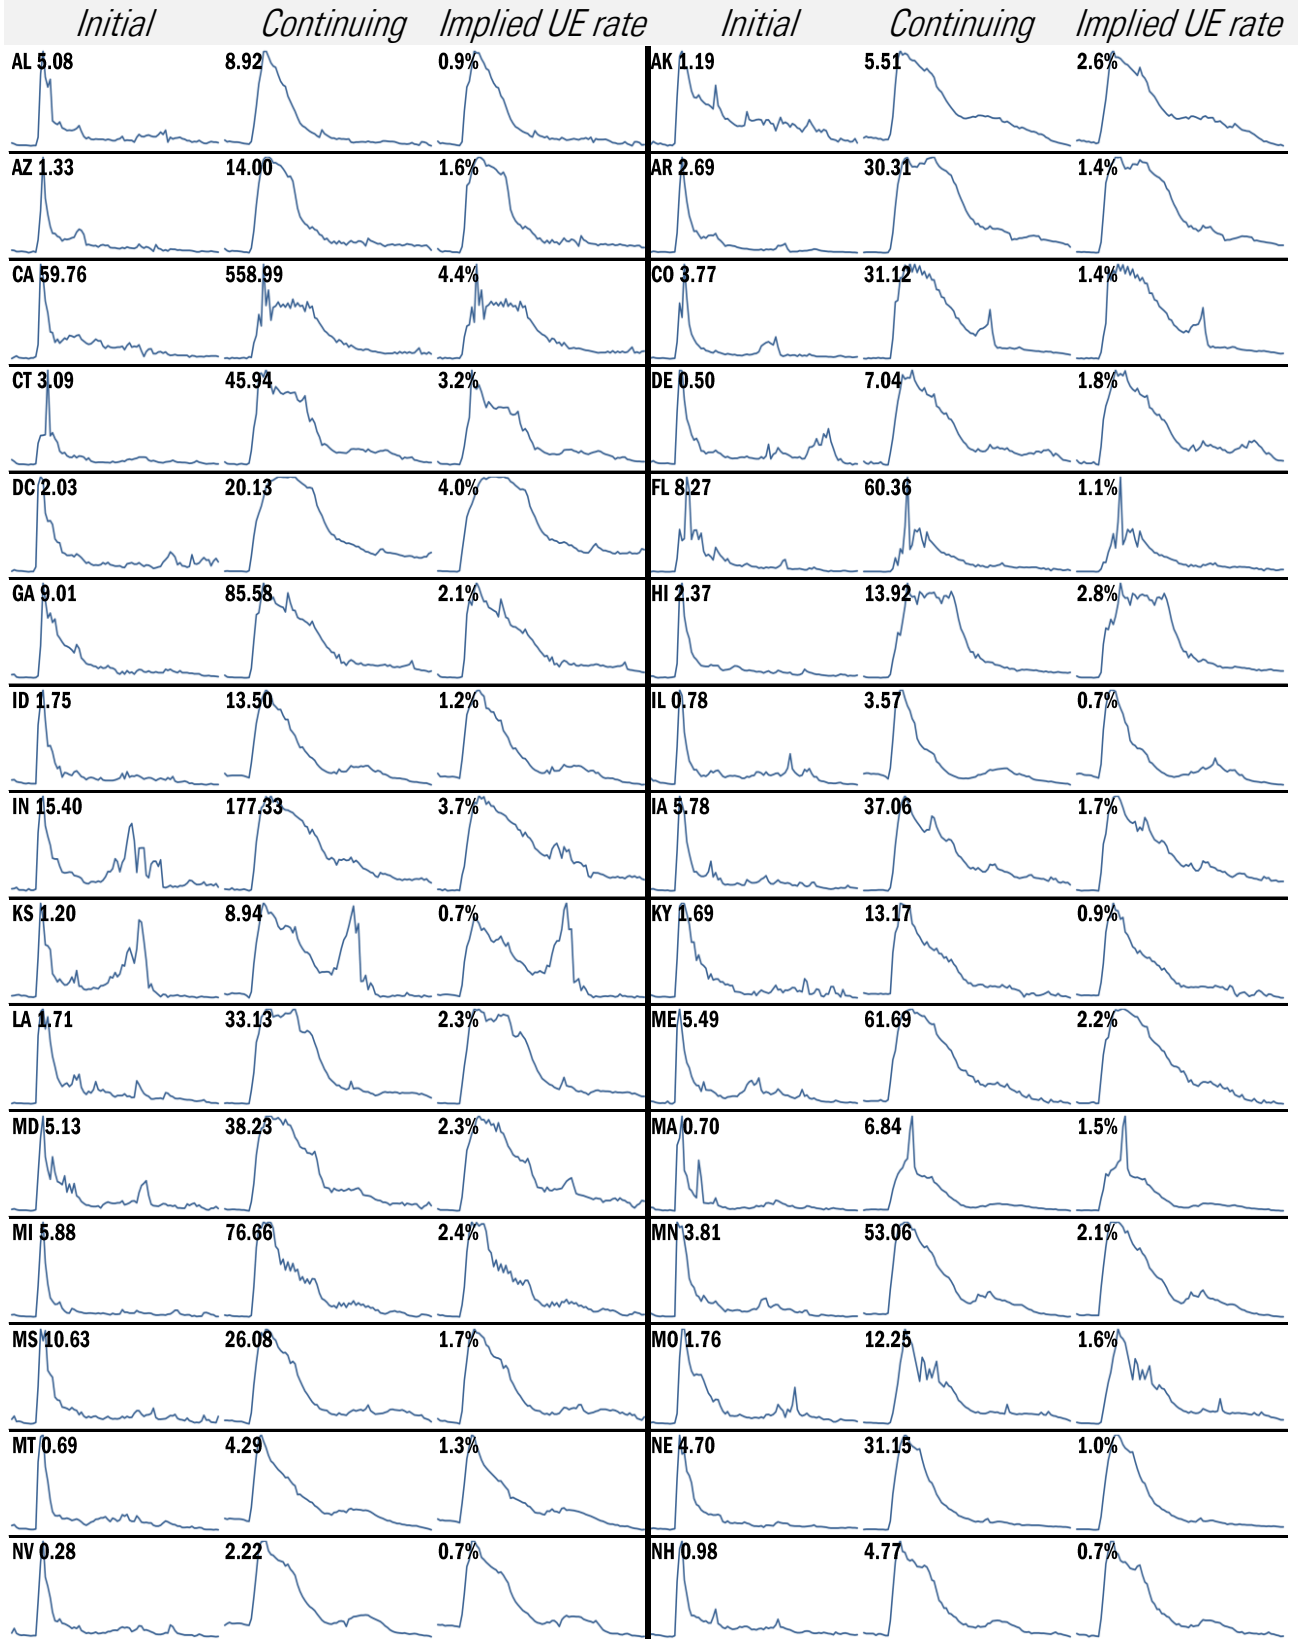 Initial Continuing Implied UE rate Initial Continuing Implied UE rate
AL 5.08 8.92 0.9% AK 1.19 5.51 2.6%
AZ 1.33 14.00 1.6% AR 2.69 30.31 1.4%
CA 59.76 558.99 4.4% CO 3.77 31.12 1.4%
CT 3.09 45.94 3.2% DE 0.50 7.04 1.8%
DC 2.03 20.13 4.0% FL 8.27 60.36 1.1%
GA 9.01 85.58 2.1% HI 2.37 13.92 2.8%
ID 1.75 13.50 1.2% IL 0.78 3.57 0.7%
IN 15.40 177.33 3.7% IA 5.78 37.06 1.7%
KS 1.20 8.94 0.7% KY 1.69 13.17 0.9%
LA 1.71 33.13 2.3% ME 5.49 61.69 2.2%
MD 5.13 38.23 2.3% MA 0.70 6.84 1.5%
MI 5.88 76.66 2.4% MN 3.81 53.06 2.1%
MS 10.63 26.08 1.7% MO 1.76 12.25 1.6%
MT 0.69 4.29 1.3% NE 4.70 31.15 1.0%
NV 0.28 2.22 0.7% NH 0.98 4.77 0.7%